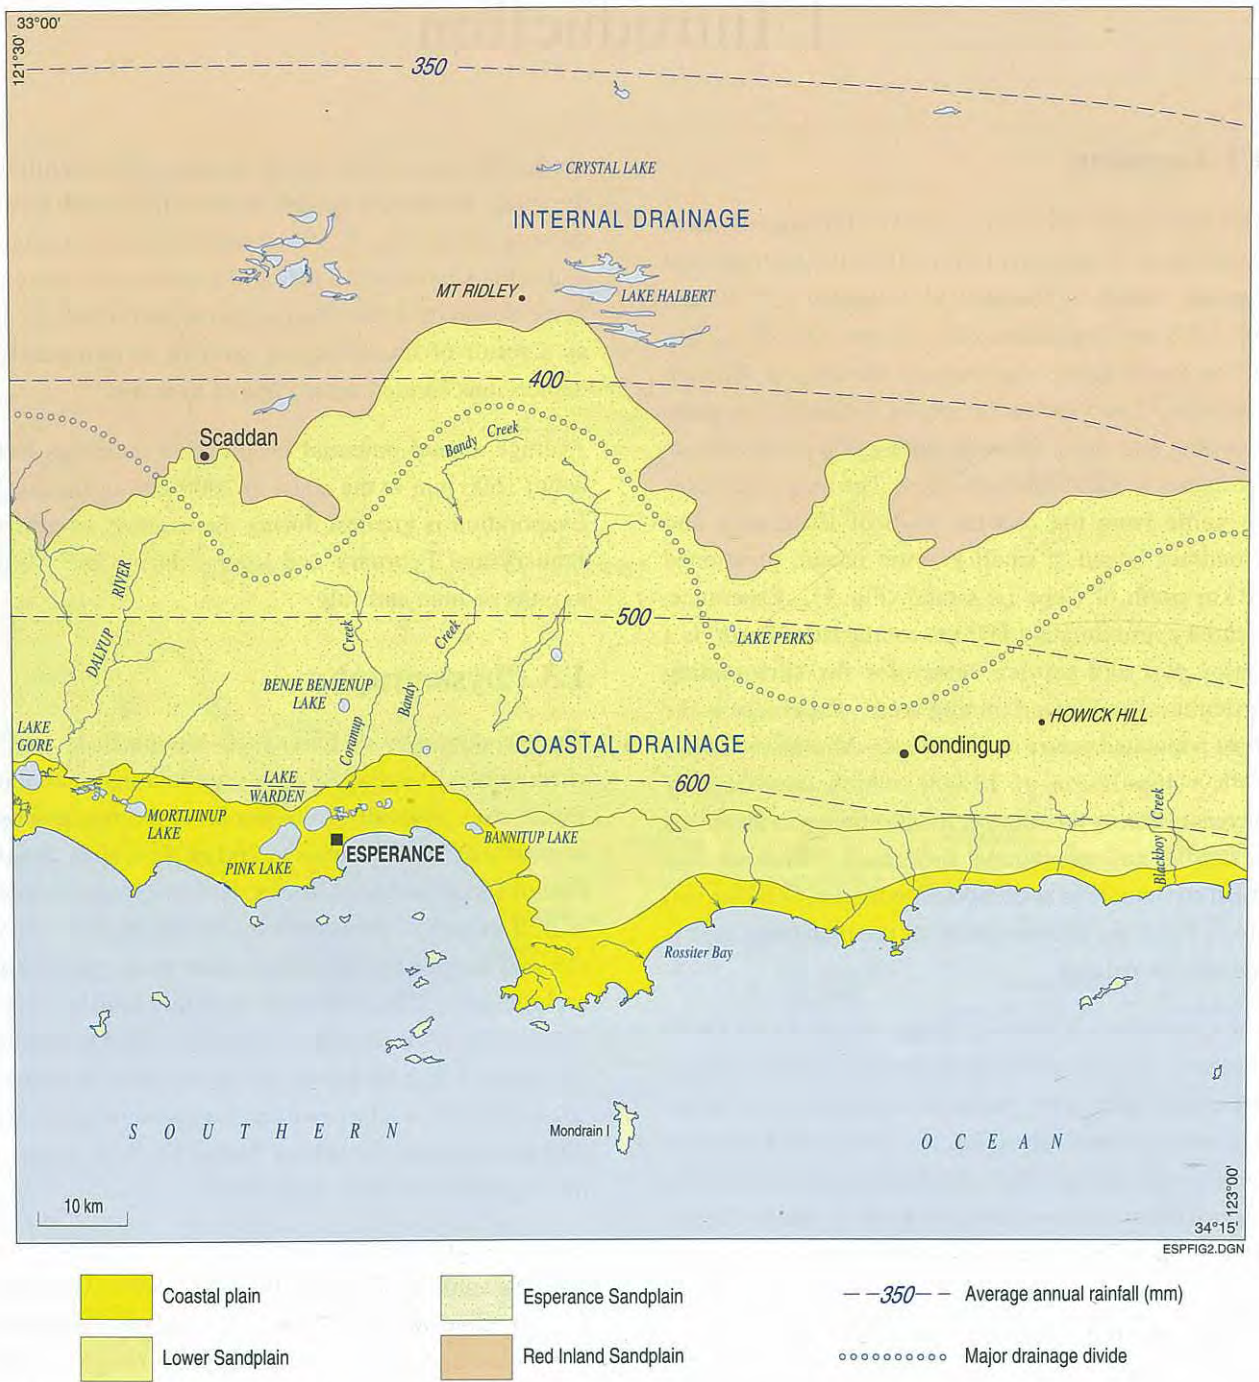 33°00'
121°30'
350
CRYSTAL LAKE
INTERNAL DRAINAGE
MT RIDLEY
LAKE HALBERT
400
Scaddan
Bandy Creek
DALYUP RIVER
500
LAKE PERKS
Creek
Creek
BENJE BENJENUP
LAKE
Coramup
Bandy
HOWICK HILL
LAKE
GORE
COASTAL DRAINAGE
Condingup
LAKE
WARDEN
600
MORTIJINUP
LAKE
BANNITUP LAKE
Blackboy Creek
ESPERANCE
PINK LAKE
Rossiter Bay
SOUTHERN
Mondrain I
OCEAN
10 km
123°00'
34°15'
ESPFIG2.DGN
Coastal plain
Esperance Sandplain
350
Average annual rainfall (mm)
Lower Sandplain
Red Inland Sandplain
Major drainage divide